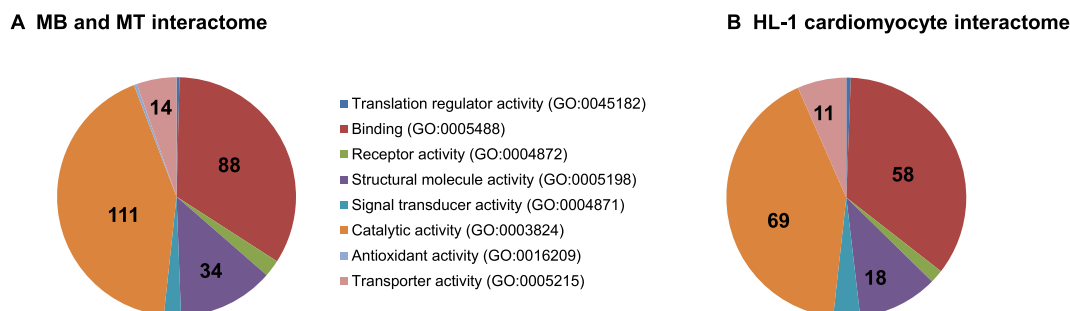 A MB and MT interactome
B HL-1 cardiomyocyte interactome
14
88
111
34
Translation regulator activity (GO:0045182)
Binding (GO:0005488)
Receptor activity (GO:0004872)
Structural molecule activity (GO:0005198)
Signal transducer activity (GO:0004871)
Catalytic activity (GO:0003824)
Antioxidant activity (GO:0016209)
Transporter activity (GO:0005215)
11
58
69
18